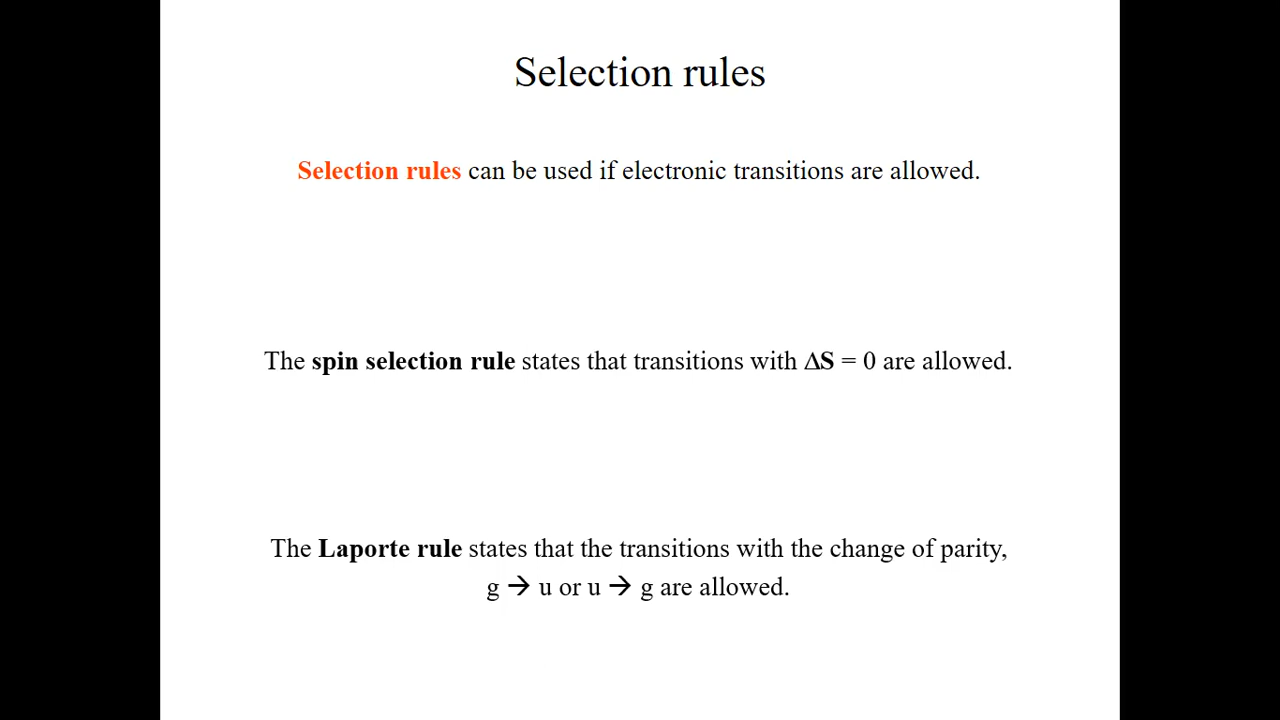 Selection rules
Selection rules can be used if electronic transitions are allowed.
The spin selection rule states that transitions with ΔS = 0 are allowed.
The Laporte rule states that the transitions with the change of parity,
g → u or u → g are allowed.